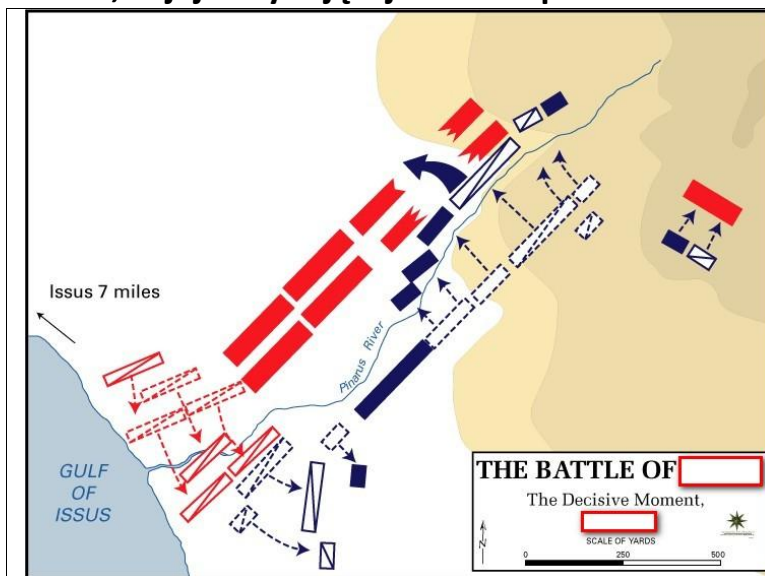 Issus 7 miles
Pinarus River
GULF
OF
ISSUS
THE BATTLE OF
The Decisive Moment,
N
SCALE OF YARDS
0 250 500